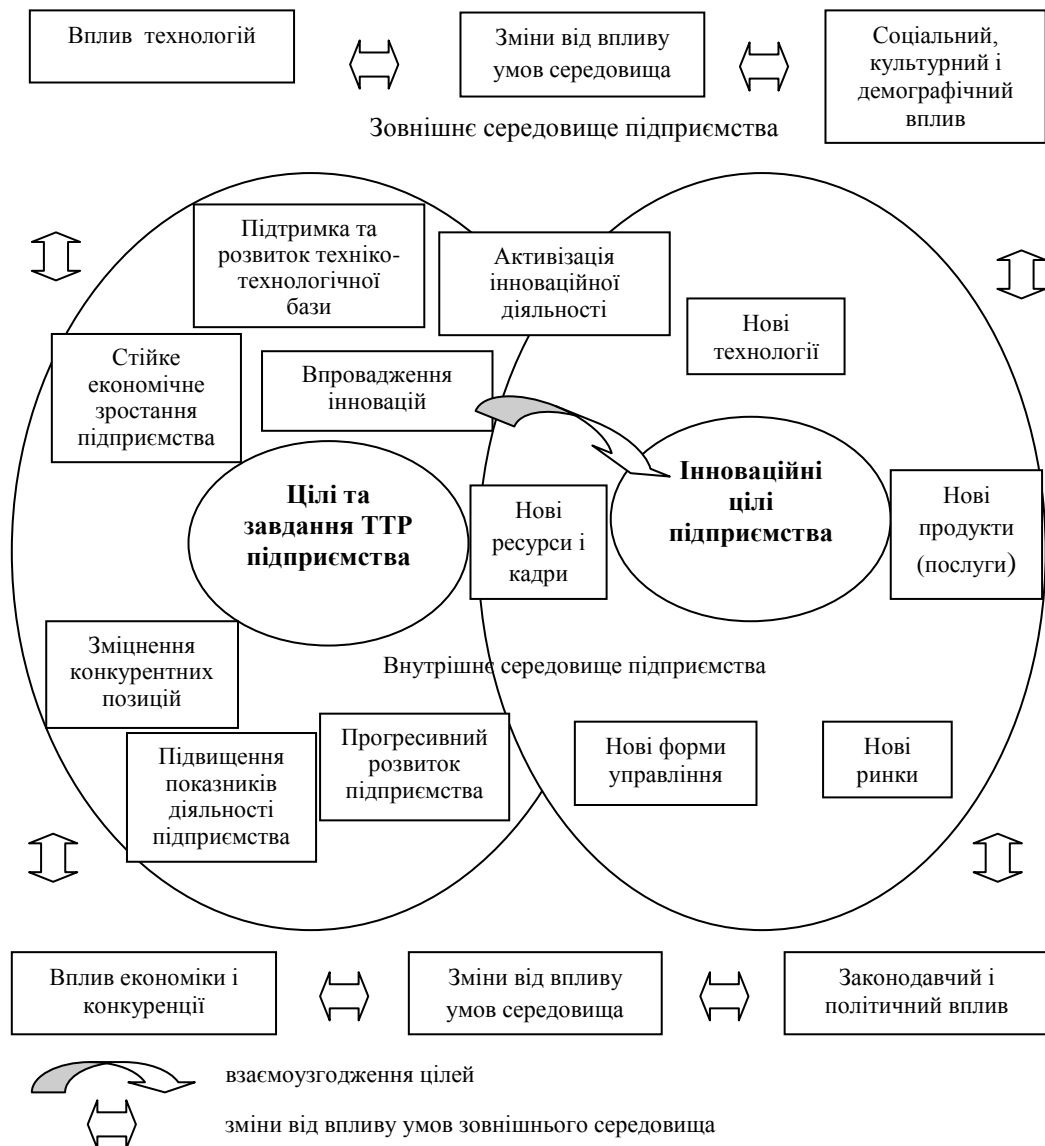 Вплив технологій
Зміни від впливу
умов середовища
Соціальний,
культурний і
демографічний
вплив
Зовнішнє середовище підприємства
Підтримка та
розвиток техніко-
технологічної
бази
Активізація
інноваційної
діяльності
Нові
технології
Стійке
економічне
зростання
підприємства
Впровадження
інновацій
Цілі та
завдання ТТР
підприємства
Нові
ресурси і
кадри
Інноваційні
цілі
підприємства
Нові
продукти
(послуги)
Зміцнення
конкурентних
позицій
Внутрішнє середовище підприємства
Підвищення
показників
діяльності
підприємства
Прогресивний
розвиток
підприємства
Нові форми
управління
Нові
ринки
Вплив економіки і
конкуренції
Зміни від впливу
умов середовища
Законодавчий і
політичний вплив
взаємоузгодження цілей
зміни від впливу умов зовнішнього середовища